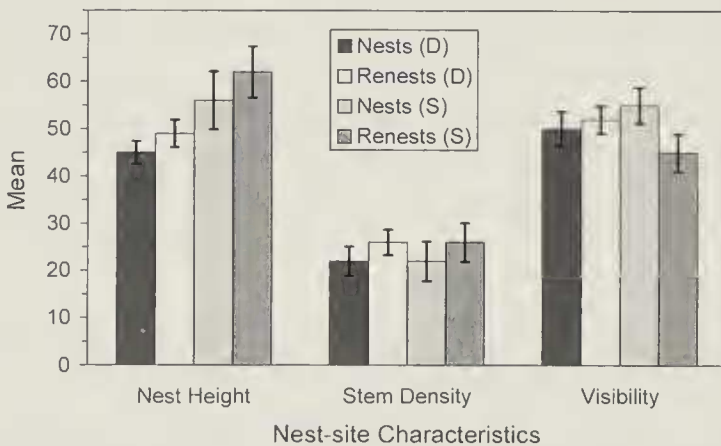 70
60
50
40
30
20
10
0
Mean
Nests (D)
Renests (D)
Nests (S)
Renests (S)
Nest Height Stem Density Visibility
Nest-site Characteristics